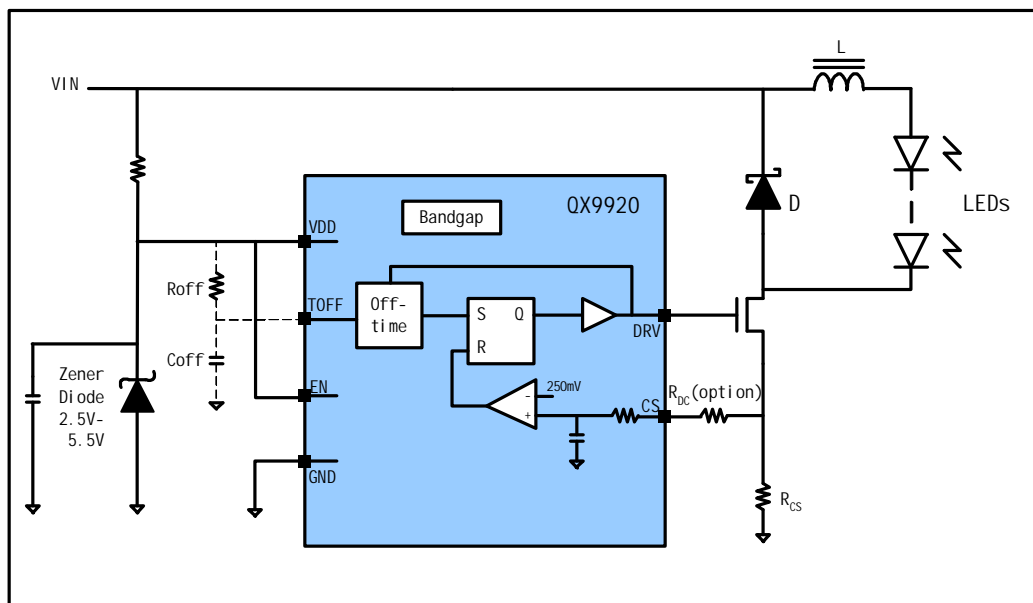 L
VIN
QX9920
Bandgap
D
LEDs
VDD
Roff
TOFF
Off-
time
S
Q
R
DRV
Coff
Zener
Diode
2.5V-
5.5V
EN
250mV
-
+
CS
RDC(option)
GND
RCS